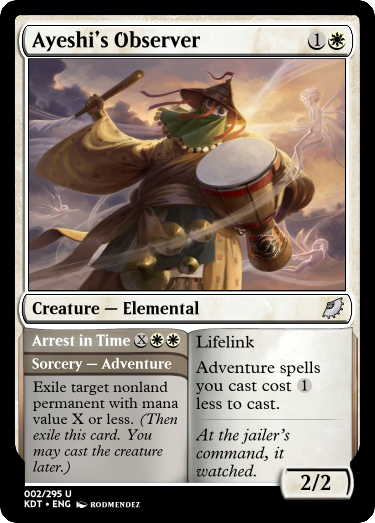 Ayeshi's Observer 1
Creature — Elemental
Arrest in Time X
Sorcery — Adventure
Exile target nonland
permanent with mana
value X or less. (Then
exile this card. You
may cast the creature
later.)
Lifelink
Adventure spells
you cast cost 1
less to cast.
At the jailer's
command, it
watched.
2/2
002/295 U
KDT • ENG RODMENDEZ